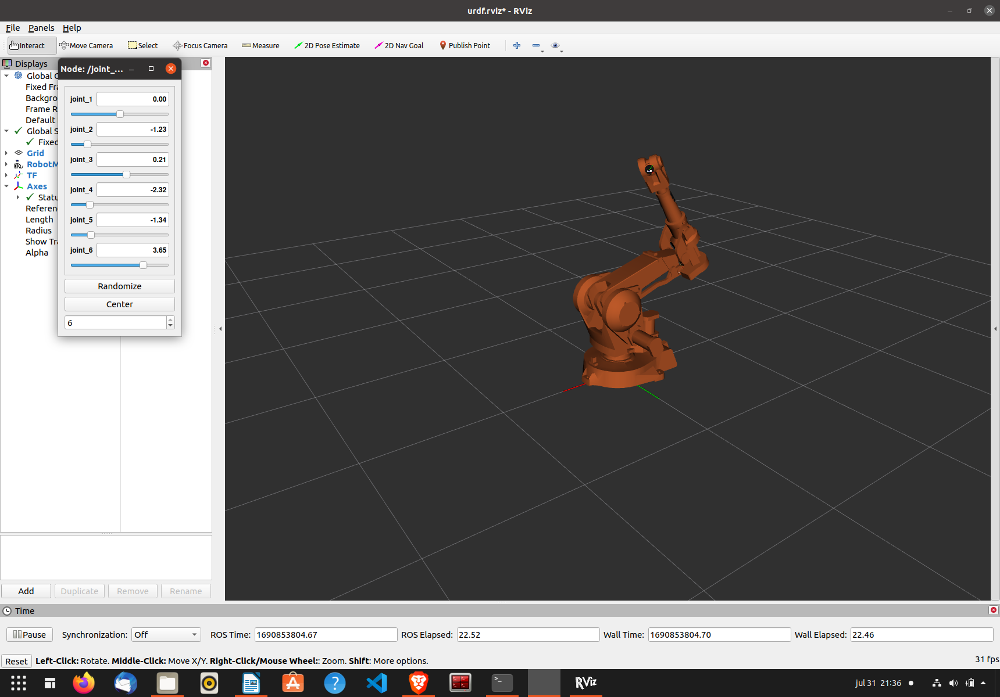 urdf.rviz* - RViz
File Panels Help
Interact Move Camera Select Focus Camera Measure 2D Pose Estimate 2D Nav Goal Publish Point
Displays
Global
Fixed
Backgro
Frame R
Default
Global S
Fixed
Grid
RobotM
TF
Axes
Statu
Referen
Length
Radius
Show Tra
Alpha
Node: /joint_...
joint_1 0.00
joint_2 -1.23
joint_3 0.21
joint_4 -2.32
joint_5 -1.34
joint_6 3.65
Randomize
Center
6
Add Duplicate Remove Rename
Time
Pause Synchronization: Off ROS Time: 1690853804.67 ROS Elapsed: 22.52 Wall Time: 1690853804.70 Wall Elapsed: 22.46
Reset Left-Click: Rotate. Middle-Click: Move X/Y. Right-Click/Mouse Wheel:: Zoom. Shift: More options. 31 fps
RViz
jul 31 21:36